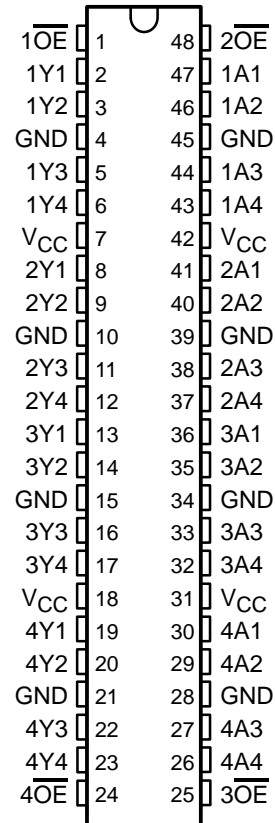 1O̅E̅ 1 48 2O̅E̅
1Y1 2 47 1A1
1Y2 3 46 1A2
GND 4 45 GND
1Y3 5 44 1A3
1Y4 6 43 1A4
VCC 7 42 VCC
2Y1 8 41 2A1
2Y2 9 40 2A2
GND 10 39 GND
2Y3 11 38 2A3
2Y4 12 37 2A4
3Y1 13 36 3A1
3Y2 14 35 3A2
GND 15 34 GND
3Y3 16 33 3A3
3Y4 17 32 3A4
VCC 18 31 VCC
4Y1 19 30 4A1
4Y2 20 29 4A2
GND 21 28 GND
4Y3 22 27 4A3
4Y4 23 26 4A4
4O̅E̅ 24 25 3O̅E̅